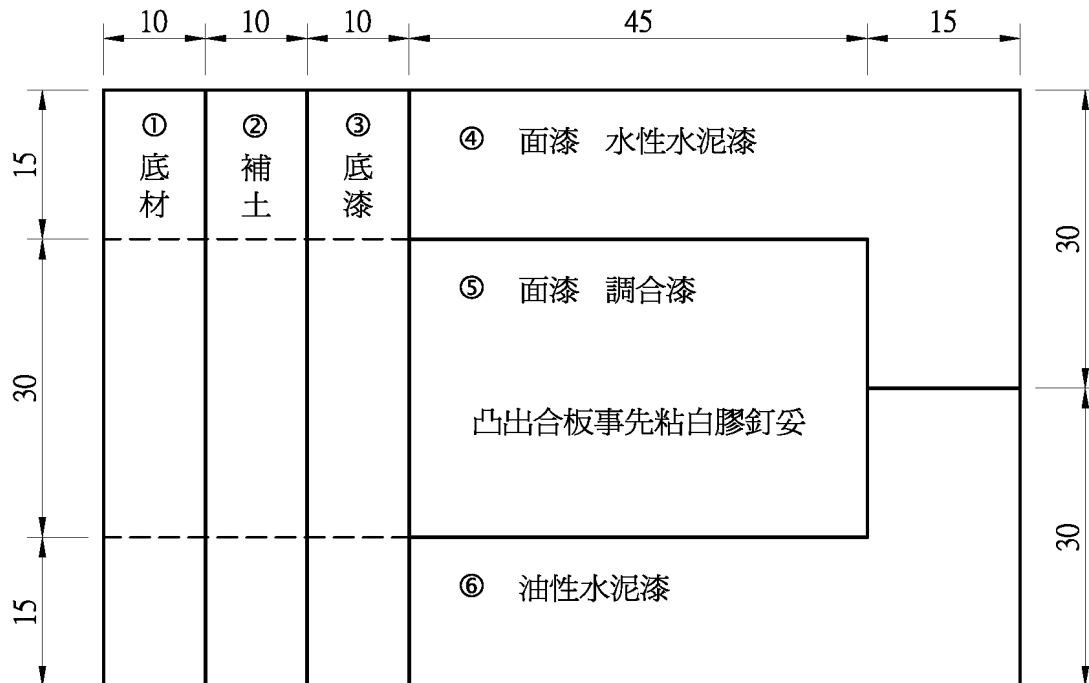 10 10 10 45 15
15
30
15
30
30
① 底材
② 補土
③ 底漆
④ 面漆 水性水泥漆
⑤ 面漆 調合漆
凸出合板事先粘白膠釘妥
⑥ 油性水泥漆